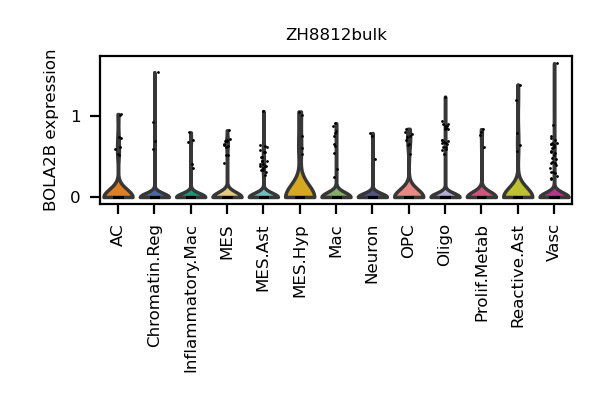 ZH8812bulk
BOLA2B expression
1
0
AC
Chromatin.Reg
Inflammatory.Mac
MES
MES.Ast
MES.Hyp
Mac
Neuron
OPC
Oligo
Prolif.Metab
Reactive.Ast
Vasc